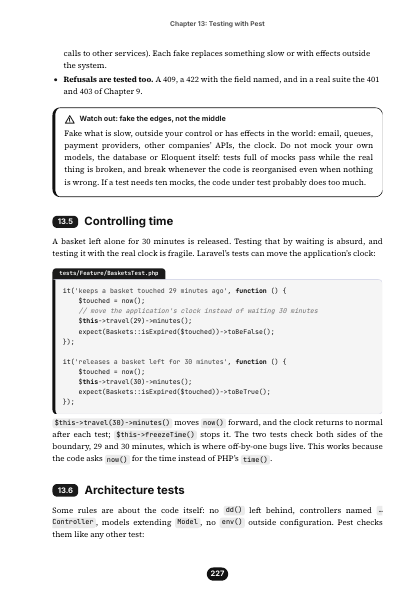 Chapter 13: Testing with Pest
calls to other services). Each fake replaces something slow or with effects outside
the system.
• Refusals are tested too. A 409, a 422 with the field named, and in a real suite the 401
and 403 of Chapter 9.
Watch out: fake the edges, not the middle
Fake what is slow, outside your control or has effects in the world: email, queues,
payment providers, other companies' APIs, the clock. Do not mock your own
models, the database or Eloquent itself: tests full of mocks pass while the real
thing is broken, and break whenever the code is reorganised even when nothing
is wrong. If a test needs ten mocks, the code under test probably does too much.
13.5 Controlling time
A basket left alone for 30 minutes is released. Testing that by waiting is absurd, and
testing it with the real clock is fragile. Laravel's tests can move the application's clock:
tests/Feature/BasketsTest.php
it('keeps a basket touched 29 minutes ago', function () {
    $touched = now();
    // move the application's clock instead of waiting 30 minutes
    $this->travel(29)->minutes();
    expect(Baskets::isExpired($touched))->toBeFalse();
});
it('releases a basket left for 30 minutes', function () {
    $touched = now();
    $this->travel(30)->minutes();
    expect(Baskets::isExpired($touched))->toBeTrue();
});
$this->travel(30)->minutes() moves now() forward, and the clock returns to normal
after each test; $this->freezeTime() stops it. The two tests check both sides of the
boundary, 29 and 30 minutes, which is where off-by-one bugs live. This works because
the code asks now() for the time instead of PHP's time().
13.6 Architecture tests
Some rules are about the code itself: no dd() left behind, controllers named …
Controller, models extending Model, no env() outside configuration. Pest checks
them like any other test:
227